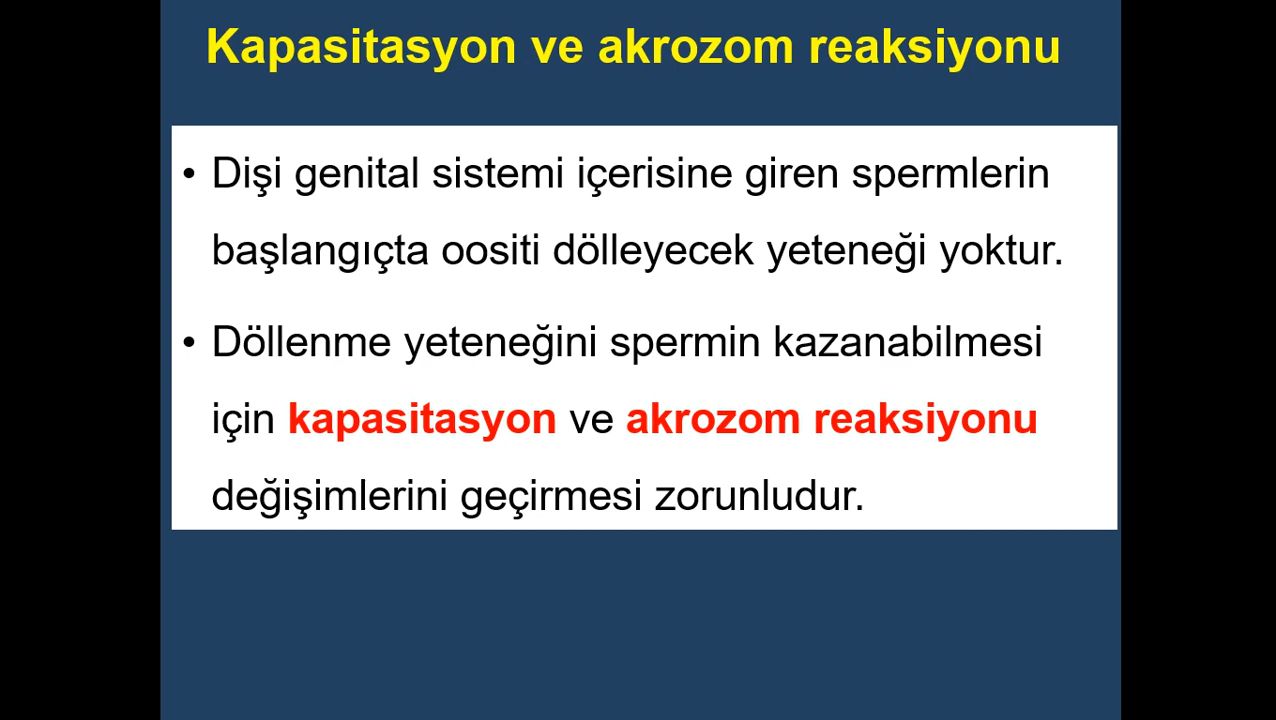 Kapasitasyon ve akrozom reaksiyonu
• Dişi genital sistemi içerisine giren spermlerin
başlangıçta oositi dölleyecek yeteneği yoktur.
• Döllenme yeteneğini spermin kazanabilmesi
için kapasitasyon ve akrozom reaksiyonu
değişimlerini geçirmesi zorunludur.